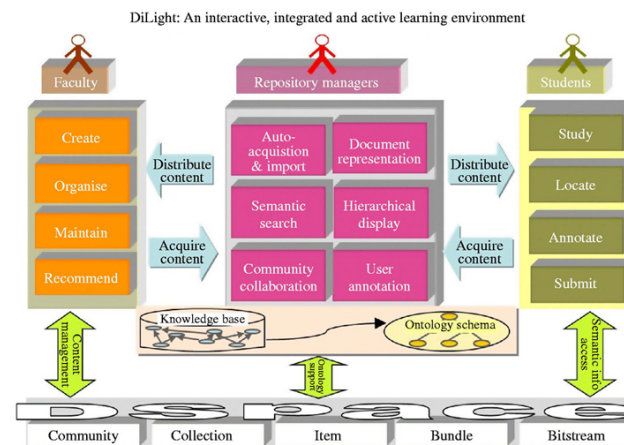 DiLight: An interactive, integrated and active learning environment
Faculty
Repository managers
Students
Create
Organise
Maintain
Recommend
Distribute
content
Acquire
content
Auto-
acquistion
& import
Document
representation
Semantic
search
Hierarchical
display
Community
collaboration
User
annotation
Distribute
content
Acquire
content
Study
Locate
Annotate
Submit
Knowledge base
Ontology schema
Content
management
Ontology
support
Semantic info
access
DSpace
Community
Collection
Item
Bundle
Bitstream